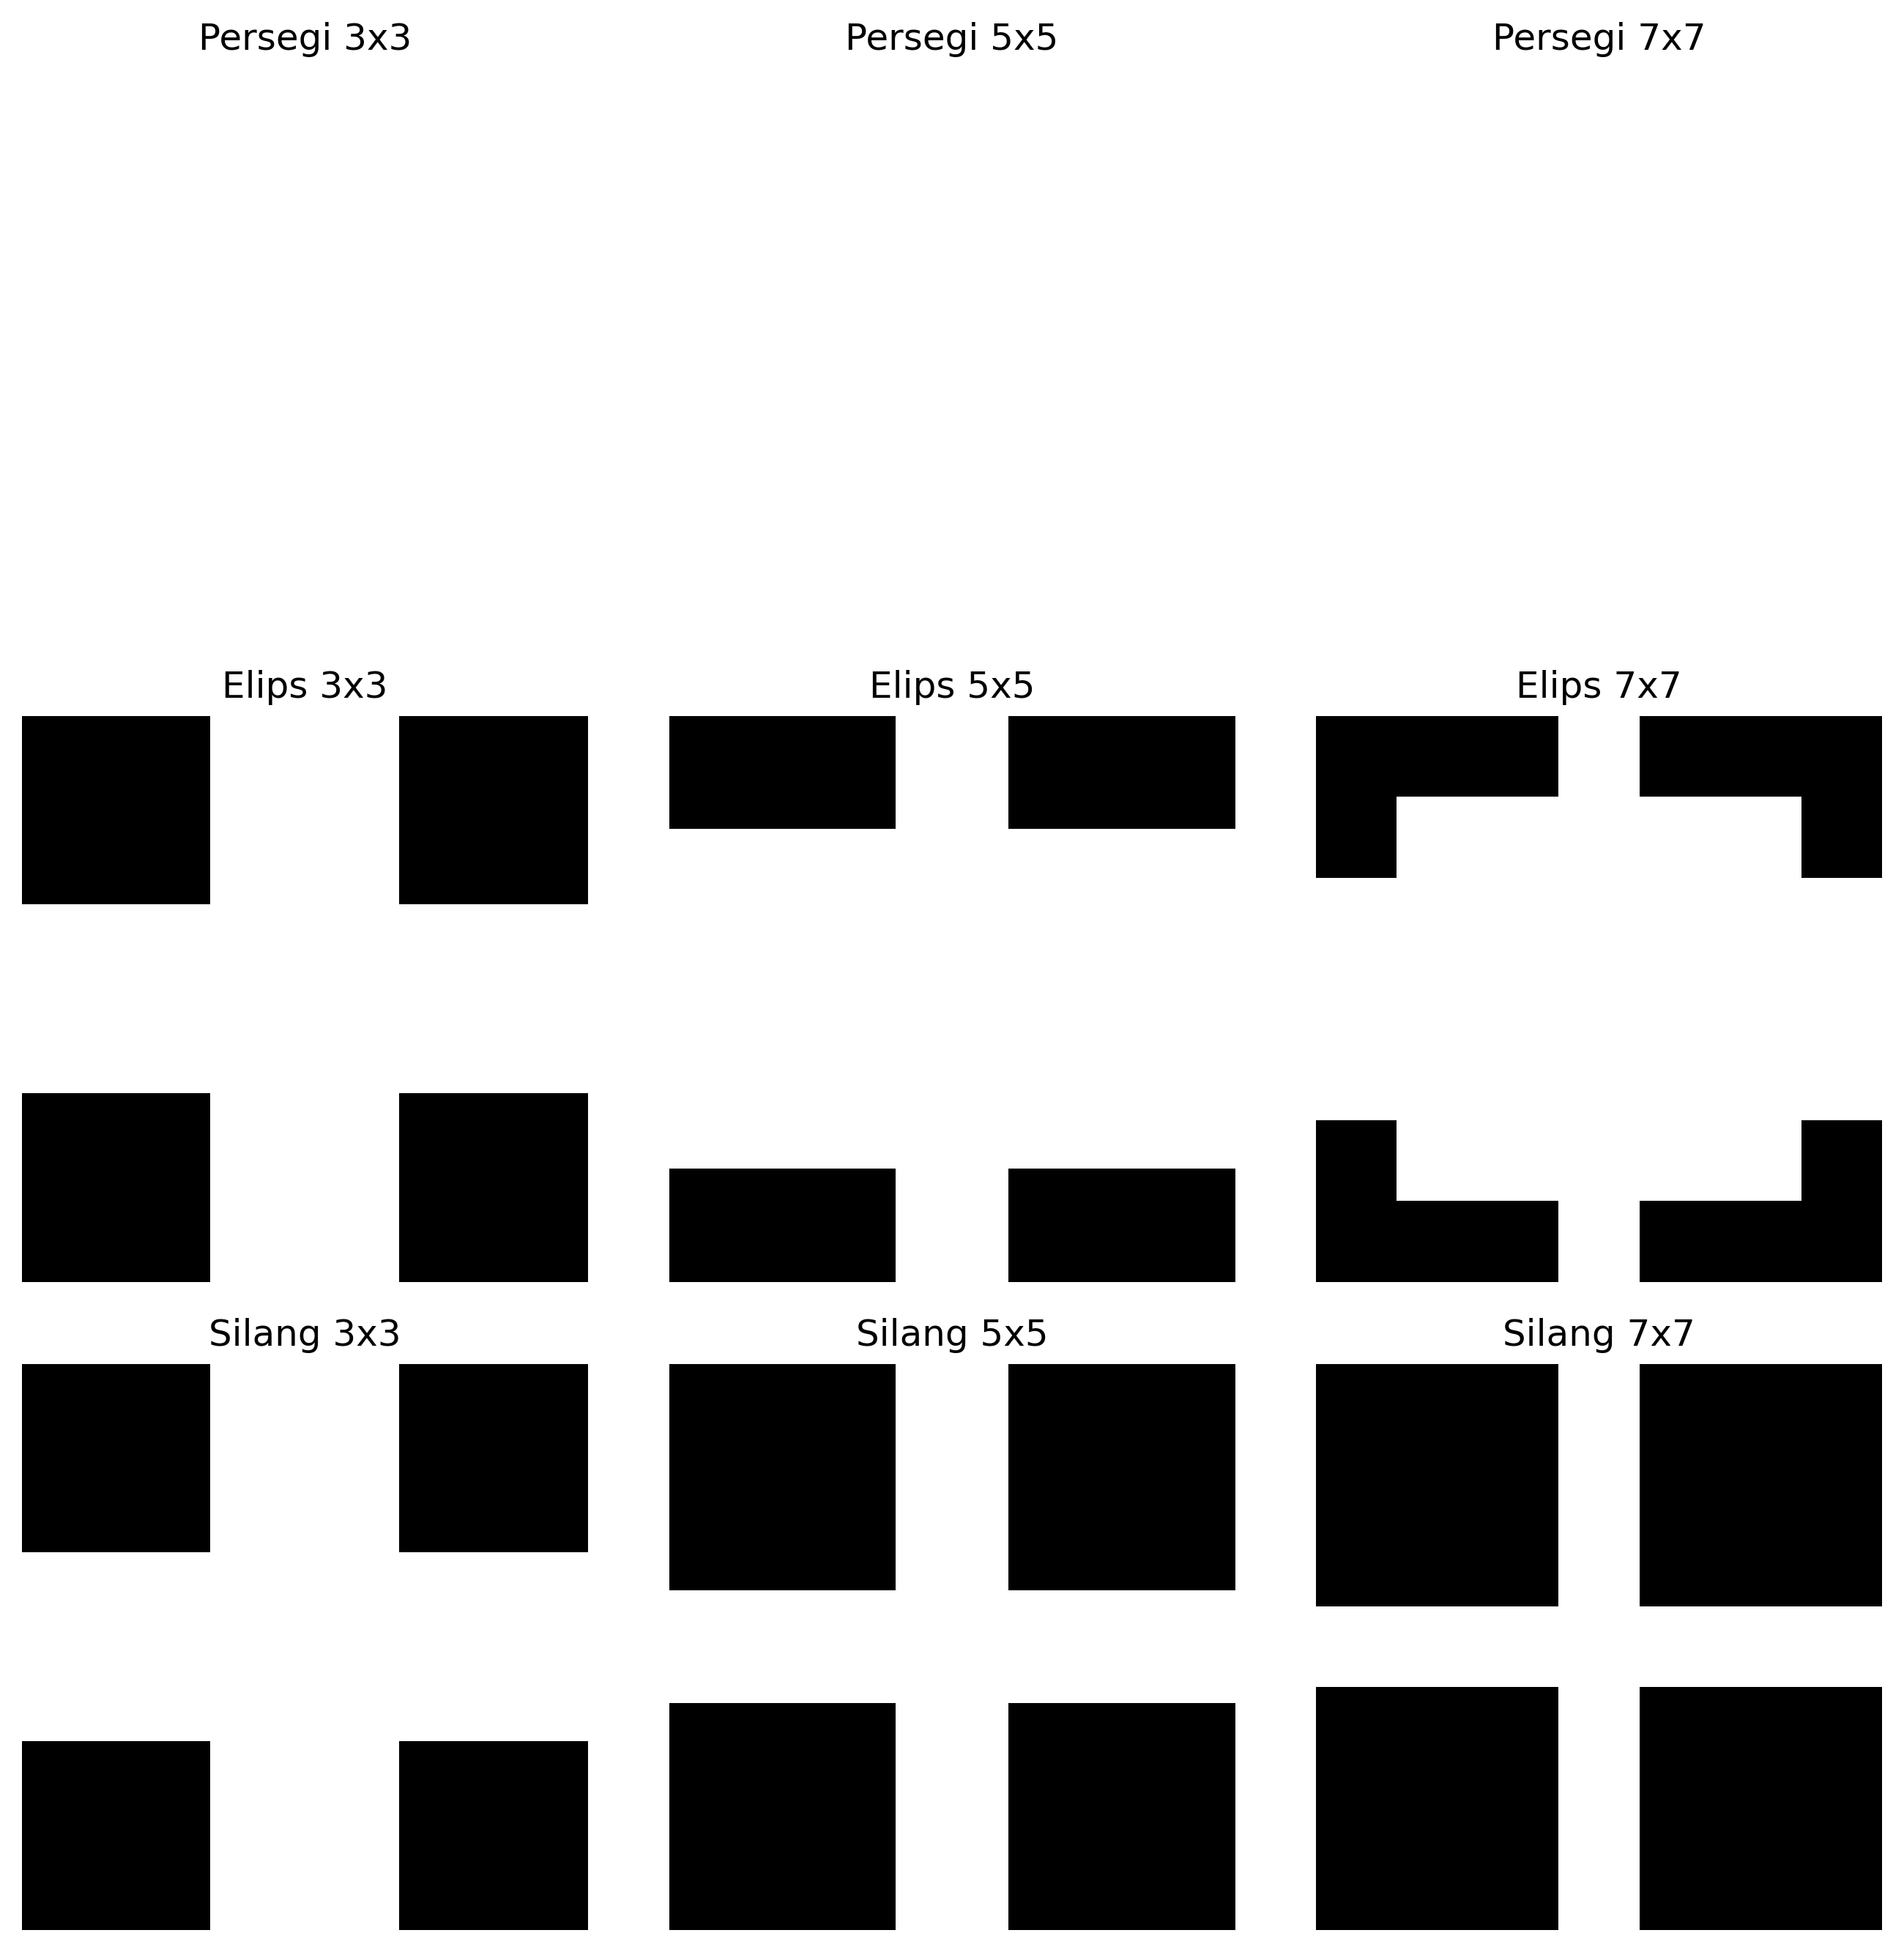 Persegi 3x3
Persegi 5x5
Persegi 7x7
Elips 3x3
Elips 5x5
Elips 7x7
Silang 3x3
Silang 5x5
Silang 7x7